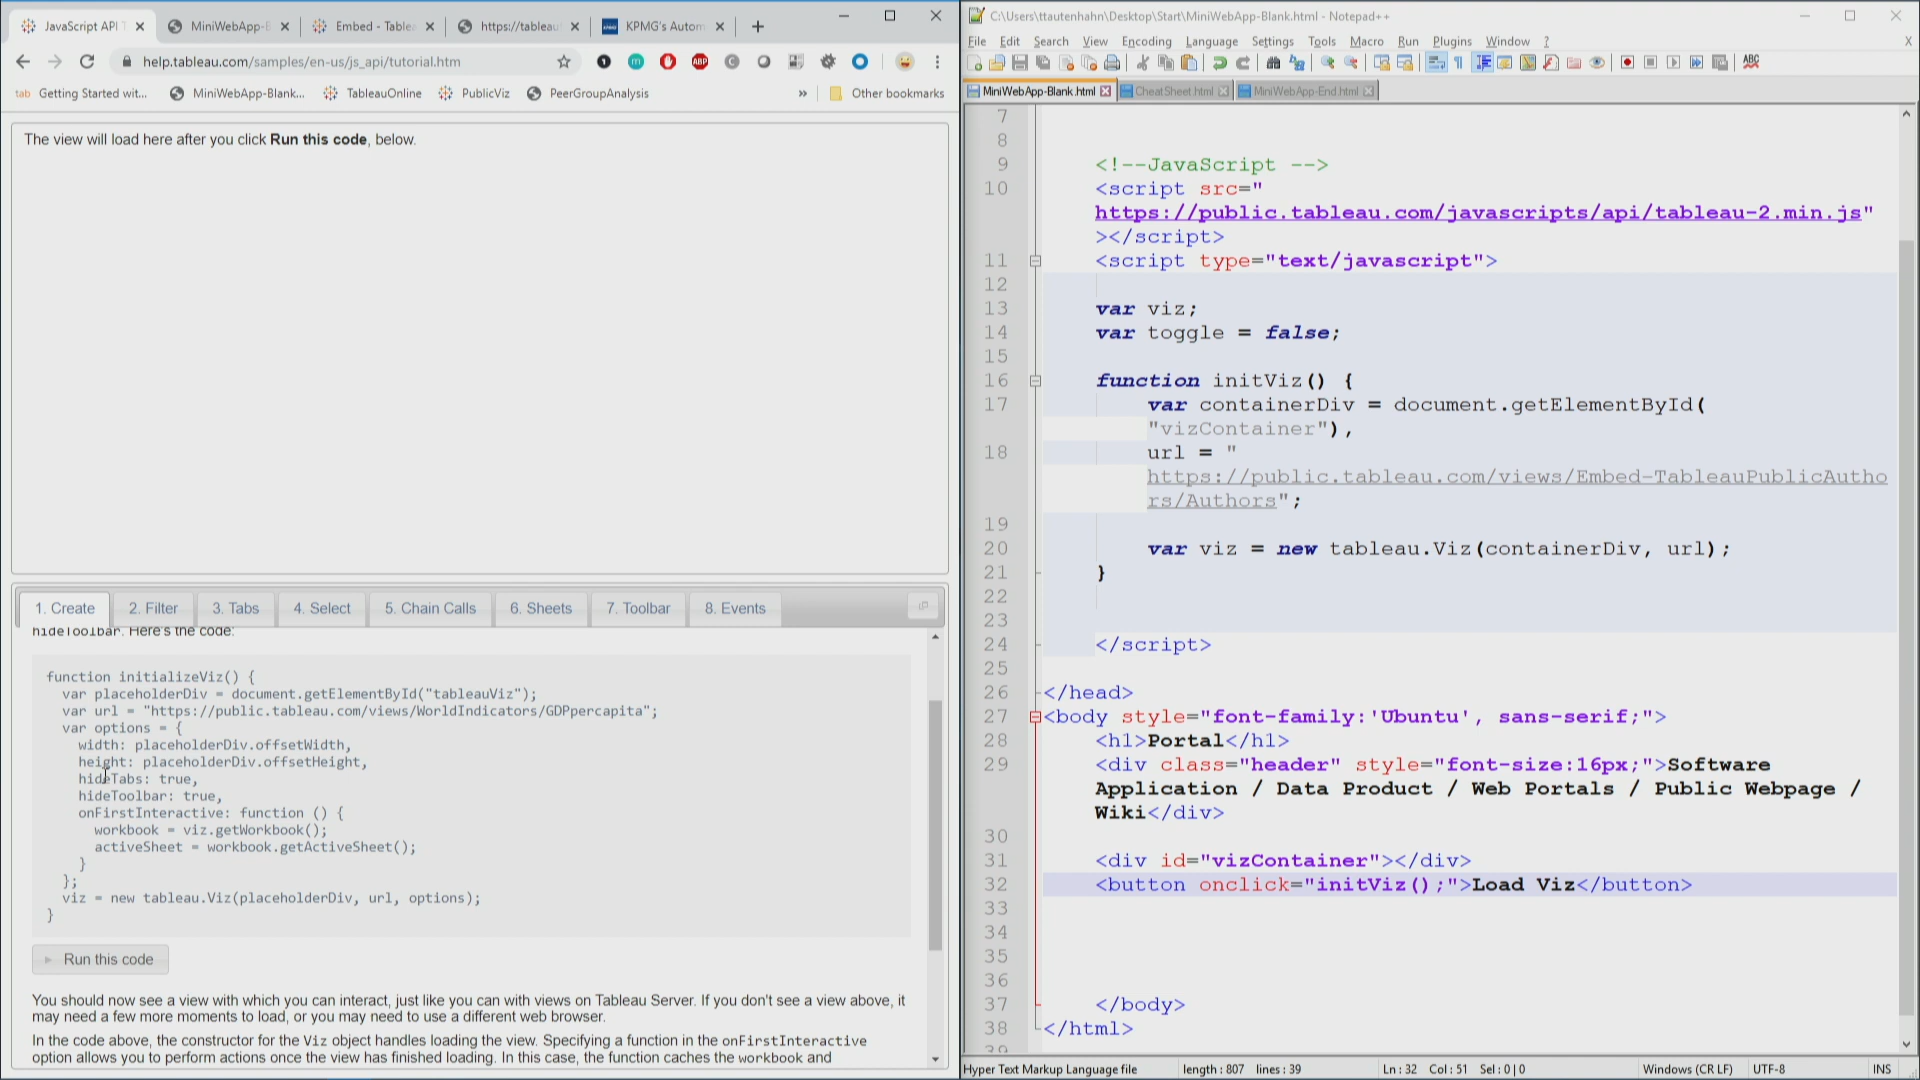 JavaScript API T
MiniWebApp-B
Embed - Table
https://tableau
KPMG's Autom
help.tableau.com/samples/en-us/js_api/tutorial.htm
tab Getting Started wit...
MiniWebApp-Blank...
TableauOnline
PublicViz
PeerGroupAnalysis
»
Other bookmarks
The view will load here after you click Run this code, below.
1. Create
2. Filter
3. Tabs
4. Select
5. Chain Calls
6. Sheets
7. Toolbar
8. Events
hideToolbar. Here's the code:
function initializeViz() {
var placeholderDiv = document.getElementById("tableauViz");
var url = "https://public.tableau.com/views/WorldIndicators/GDPpercapita";
var options = {
width: placeholderDiv.offsetWidth,
height: placeholderDiv.offsetHeight,
hideTabs: true,
hideToolbar: true,
onFirstInteractive: function () {
workbook = viz.getWorkbook();
activeSheet = workbook.getActiveSheet();
}
};
viz = new tableau.Viz(placeholderDiv, url, options);
}
Run this code
You should now see a view with which you can interact, just like you can with views on Tableau Server. If you don't see a view above, it
may need a few more moments to load, or you may need to use a different web browser.
In the code above, the constructor for the Viz object handles loading the view. Specifying a function in the onFirstInteractive
option allows you to perform actions once the view has finished loading. In this case, the function caches the workbook and
C:\Users\ttautenhahn\Desktop\Start\MiniWebApp-Blank.html - Notepad++
File Edit Search View Encoding Language Settings Tools Macro Run Plugins Window ? X
MiniWebApp-Blank.html
CheatSheet.html
MiniWebApp-End.html
7
8
9 <!--JavaScript -->
10 <script src="
https://public.tableau.com/javascripts/api/tableau-2.min.js"
></script>
11 <script type="text/javascript">
12
13 var viz;
14 var toggle = false;
15
16 function initViz() {
17 var containerDiv = document.getElementById(
"vizContainer"),
18 url = "
https://public.tableau.com/views/Embed-TableauPublicAutho
rs/Authors";
19
20 var viz = new tableau.Viz(containerDiv, url);
21 }
22
23
24 </script>
25
26 </head>
27 <body style="font-family:'Ubuntu', sans-serif;">
28 <h1>Portal</h1>
29 <div class="header" style="font-size:16px;">Software
Application / Data Product / Web Portals / Public Webpage /
Wiki</div>
30
31 <div id="vizContainer"></div>
32 <button onclick="initViz();">Load Viz</button>
33
34
35
36
37 </body>
38 </html>
39
Hyper Text Markup Language file
length : 807 lines : 39
Ln : 32 Col : 51 Sel : 0 | 0
Windows (CR LF)
UTF-8
INS